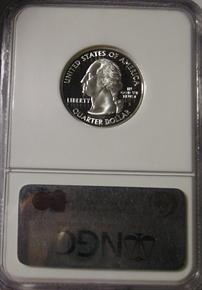 UNITED STATES OF AMERICA
LIBERTY
IN
GOD WE
TRUST
QUARTER DOLLAR
NGC